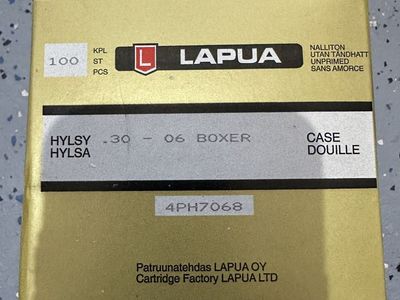 100 KPL
ST
PCS
L LAPUA
NALLITON
UTAN TÄNDHATT
UNPRIMED
SANS AMORCE
HYLSY
HYLSA
.30 - 06 BOXER
CASE
DOUILLE
4PH7068
Patruunatehdas LAPUA OY
Cartridge Factory LAPUA LTD